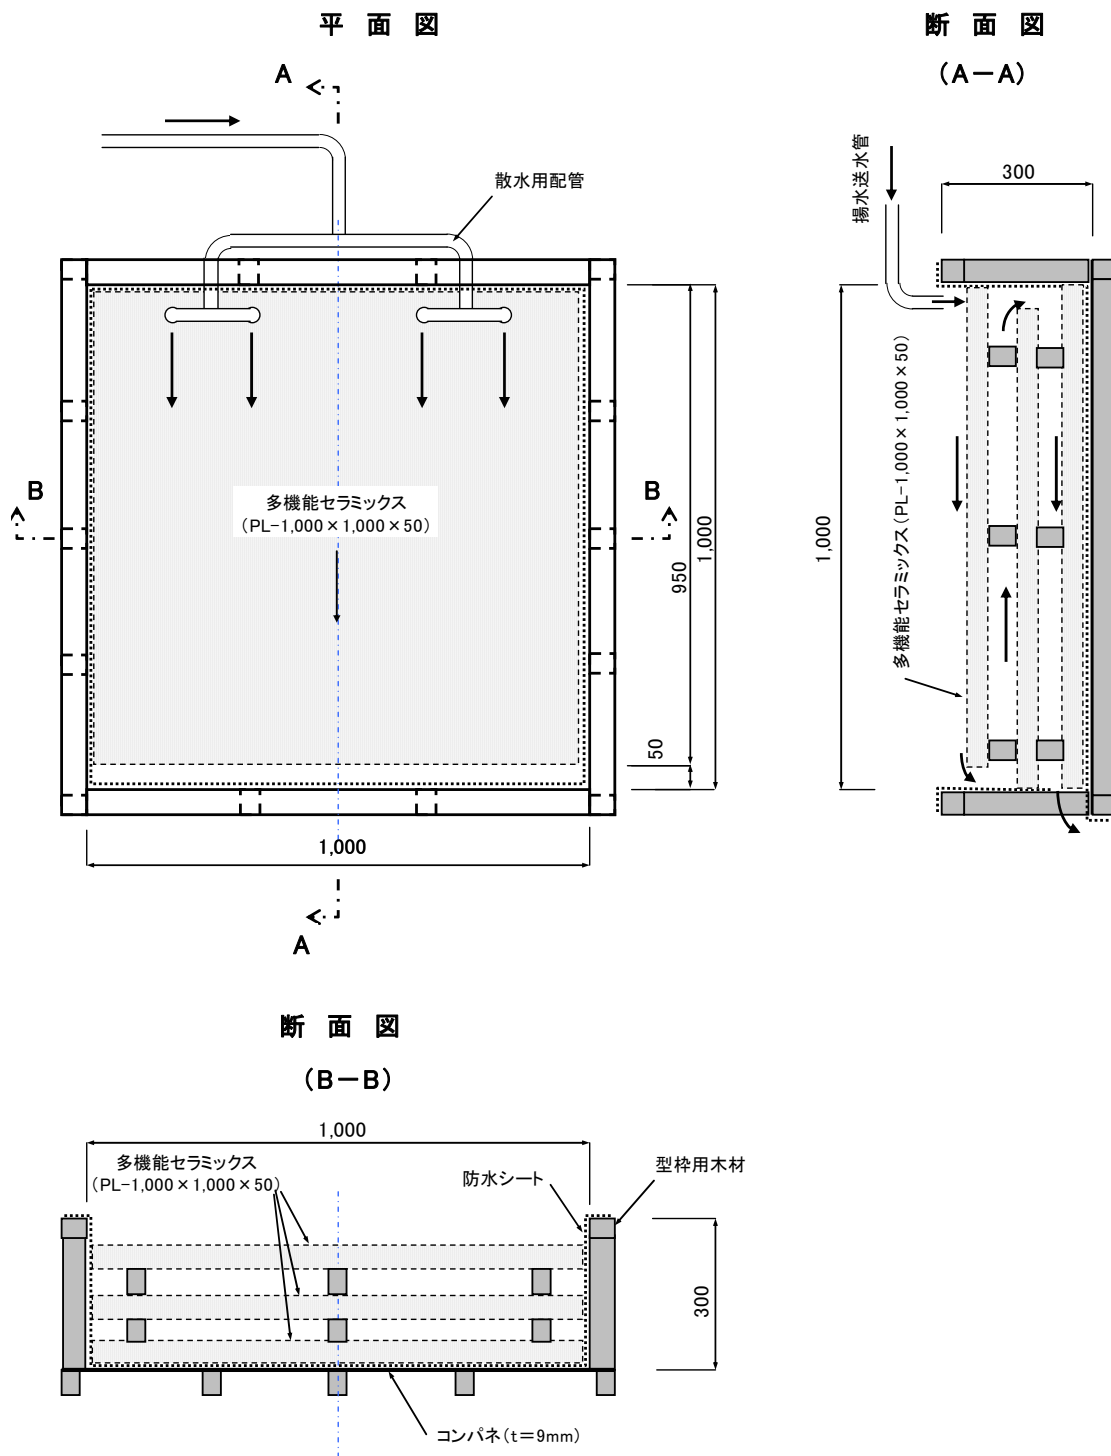 平 面 図
断 面 図
(A－A)
A
散水用配管
揚水送水管
300
B
B
多機能セラミックス
(PL-1,000×1,000×50)
950
1,000
50
1,000
多機能セラミックス(PL-1,000×1,000×50)
1,000
A
断 面 図
(B－B)
1,000
多機能セラミックス
(PL-1,000×1,000×50)
防水シート
型枠用木材
300
コンパネ(t=9mm)